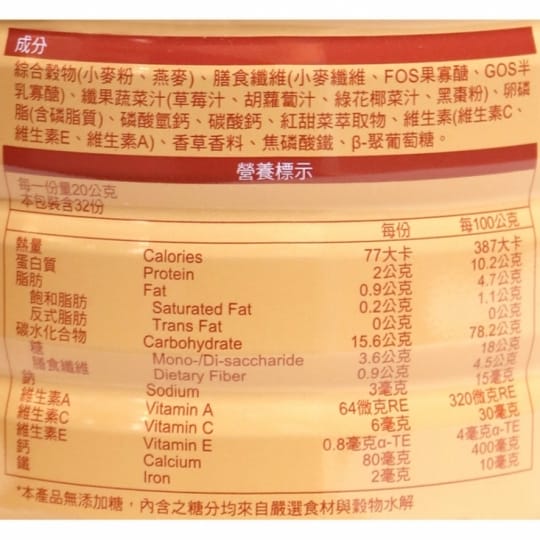 成分
綜合穀物(小麥粉、燕麥)、膳食纖維(小麥纖維、FOS果寡醣、GOS半
乳寡醣)、纖果蔬菜汁(草莓汁、胡蘿蔔汁、綠花椰菜汁、黑棗粉)、卵磷
脂(含磷脂質)、磷酸氫鈣、碳酸鈣、紅甜菜萃取物、維生素(維生素C、
維生素E、維生素A)、香草香料、焦磷酸鐵、β-聚葡萄糖。
營養標示
每一份量20公克
本包裝含32份
每份 每100公克
熱量 Calories 77大卡 387大卡
蛋白質 Protein 2公克 10.2公克
脂肪 Fat 0.9公克 4.7公克
飽和脂肪 Saturated Fat 0.2公克 1.1公克
反式脂肪 Trans Fat 0公克 0公克
碳水化合物 Carbohydrate 15.6公克 78.2公克
糖 Mono-/Di-saccharide 3.6公克 18公克
膳食纖維 Dietary Fiber 0.9公克 4.5公克
鈉 Sodium 3毫克 15毫克
維生素A Vitamin A 64微克RE 320微克RE
維生素C Vitamin C 6毫克 30毫克
維生素E Vitamin E 0.8毫克α-TE 4毫克α-TE
鈣 Calcium 80毫克 400毫克
鐵 Iron 2毫克 10毫克
*本產品無添加糖，內含之糖分均來自嚴選食材與穀物水解